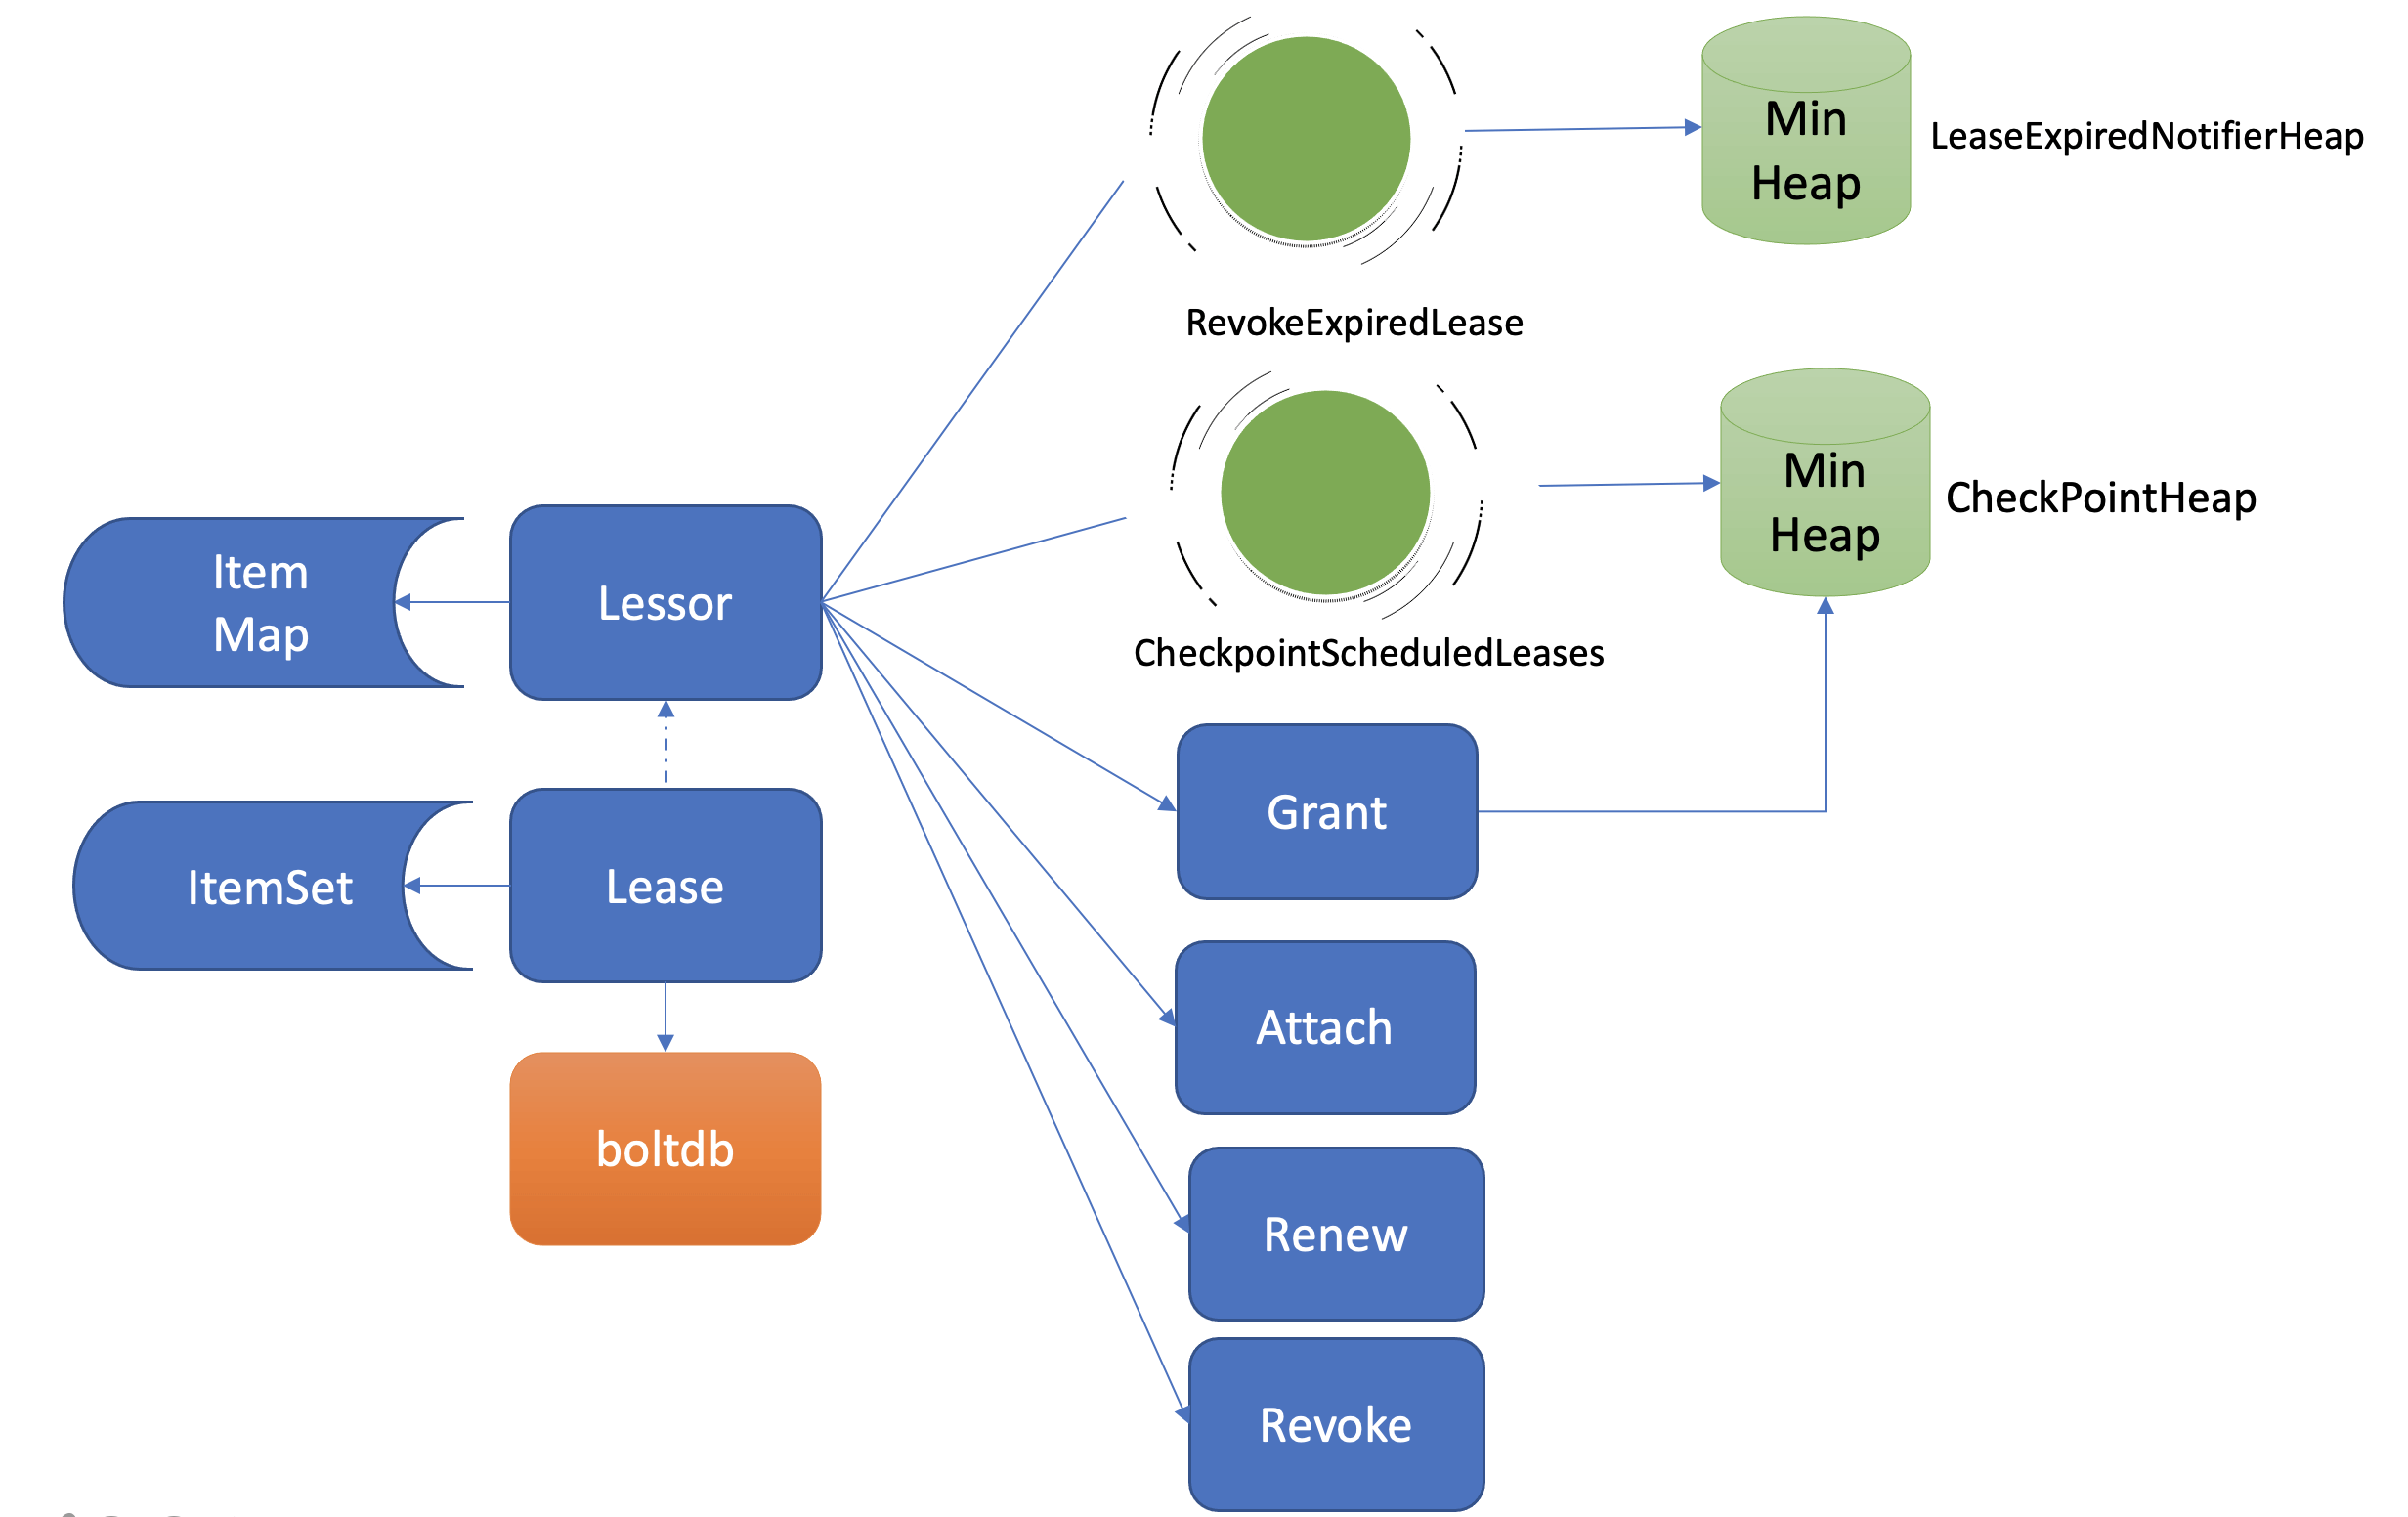 Min
Heap
LeaseExpiredNotifierHeap
RevokeExpiredLease
Min
Heap
CheckPointHeap
CheckpointScheduledLeases
Item
Map
Lessor
Grant
ItemSet
Lease
Attach
boltdb
Renew
Revoke